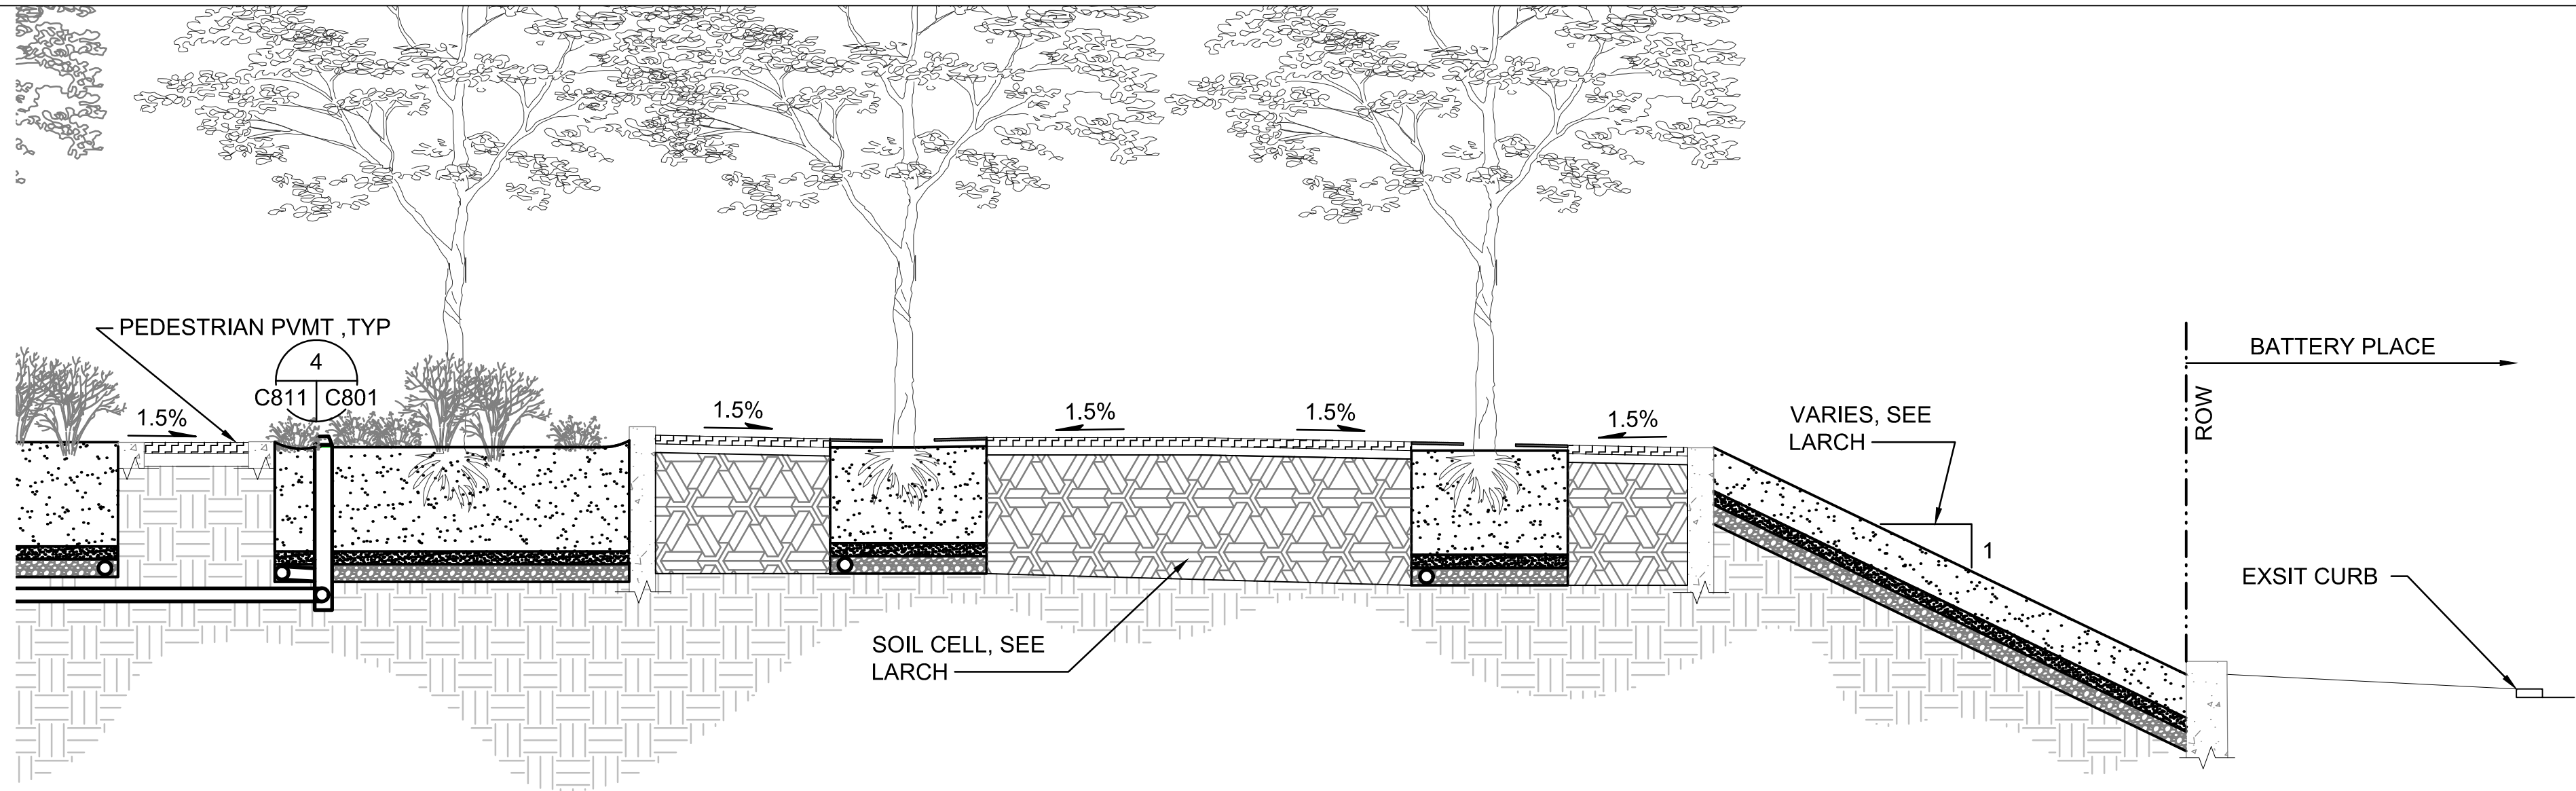 PEDESTRIAN PVMT ,TYP
4
C811 C801
1.5%
1.5%
1.5%
1.5%
1.5%
VARIES, SEE
LARCH
1
ROW
BATTERY PLACE
EXSIT CURB
SOIL CELL, SEE
LARCH